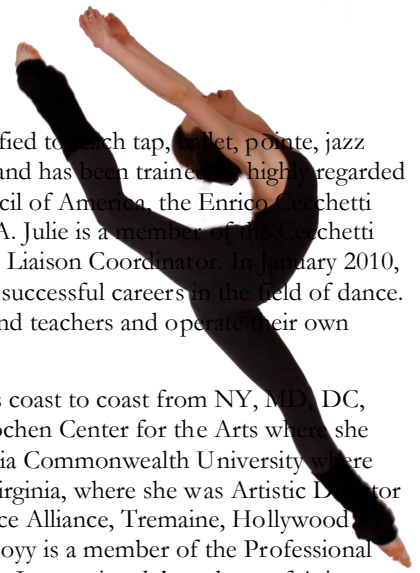 fied to teach tap, ballet, pointe, jazz
and has been trained by highly regarded
cil of America, the Enrico Cecchetti
A. Julie is a member of the Cecchetti
Liaison Coordinator. In January 2010,
successful careers in the field of dance.
nd teachers and operate their own
s coast to coast from NY, MD, DC,
ochen Center for the Arts where she
ia Commonwealth University where
irginia, where she was Artistic Director
ce Alliance, Tremaine, Hollywood
oyy is a member of the Professional